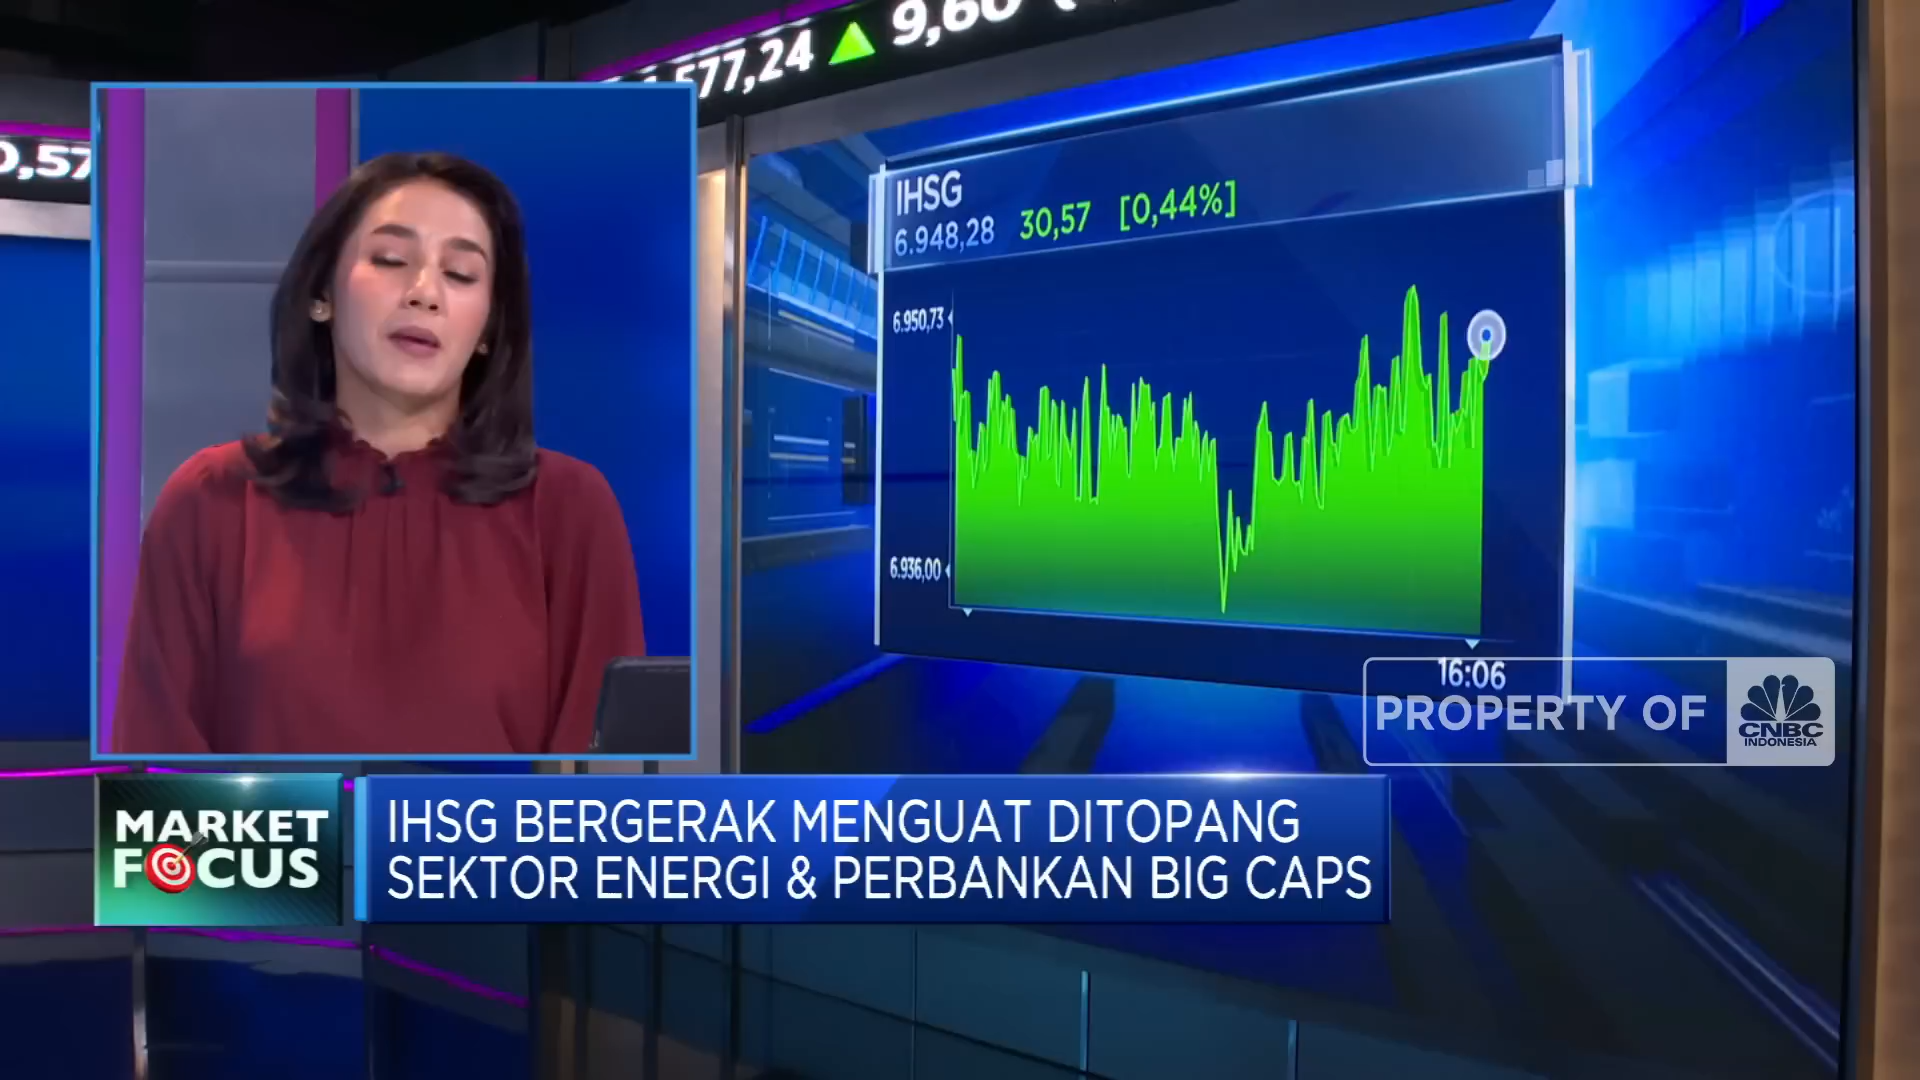 577,24 ▲ 9,60
0,57
IHSG
6.948,28 30,57 [0,44%]
6.950,73
6.936,00
16:06
PROPERTY OF
CNBC
INDONESIA
MARKET
FOCUS
IHSG BERGERAK MENGUAT DITOPANG
SEKTOR ENERGI & PERBANKAN BIG CAPS